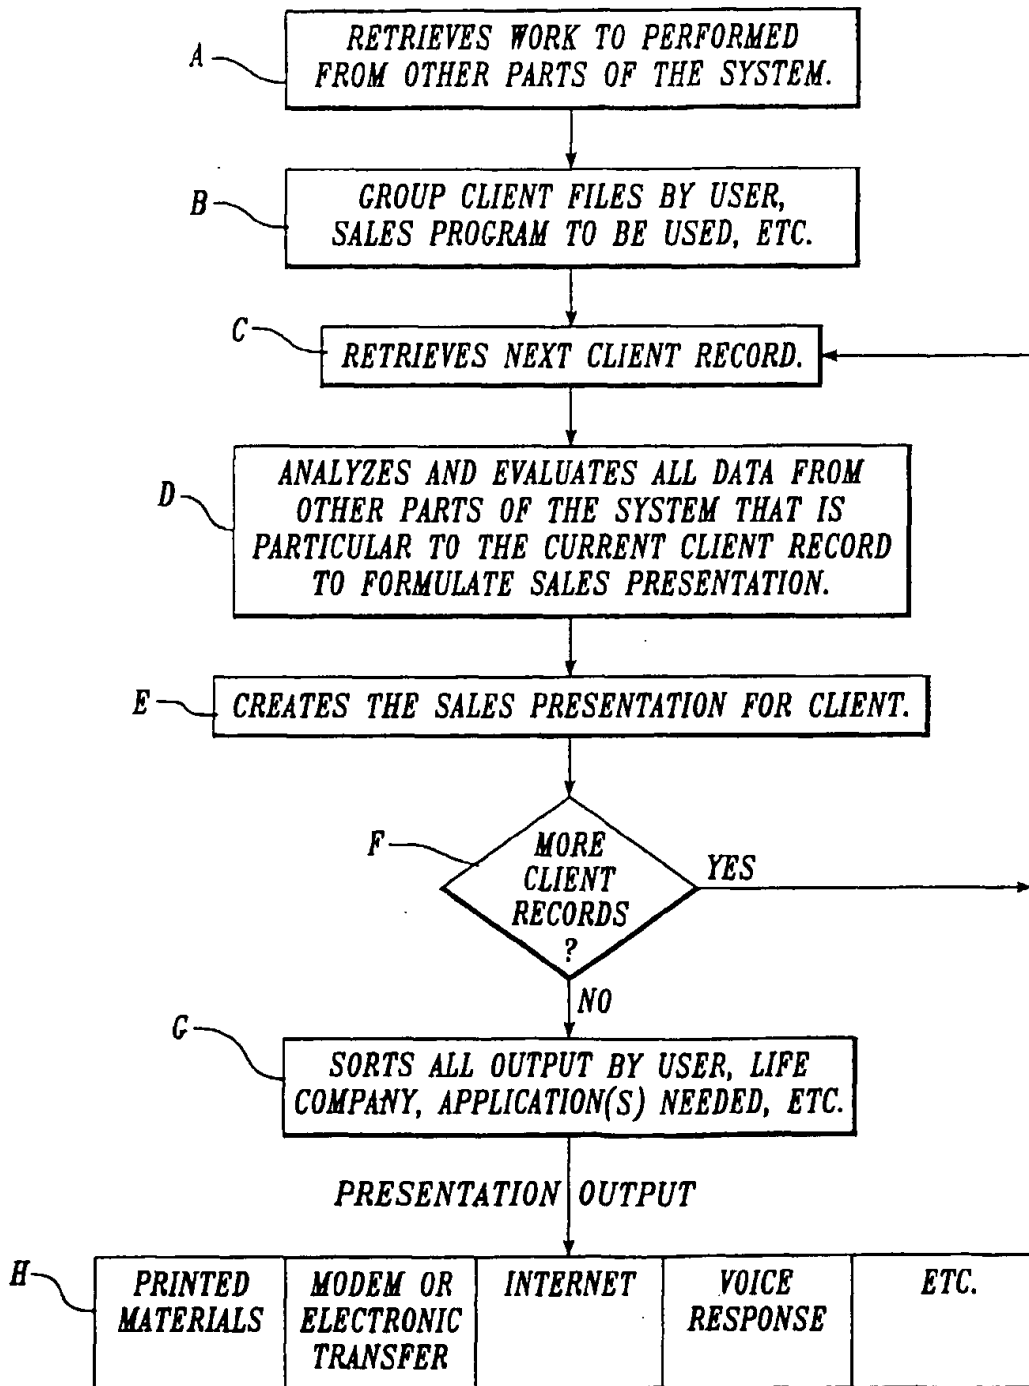 A
RETRIEVES WORK TO PERFORMED
FROM OTHER PARTS OF THE SYSTEM.
B
GROUP CLIENT FILES BY USER,
SALES PROGRAM TO BE USED, ETC.
C
RETRIEVES NEXT CLIENT RECORD.
D
ANALYZES AND EVALUATES ALL DATA FROM
OTHER PARTS OF THE SYSTEM THAT IS
PARTICULAR TO THE CURRENT CLIENT RECORD
TO FORMULATE SALES PRESENTATION.
E
CREATES THE SALES PRESENTATION FOR CLIENT.
F
MORE
CLIENT
RECORDS
?
YES
NO
G
SORTS ALL OUTPUT BY USER, LIFE
COMPANY, APPLICATION(S) NEEDED, ETC.
PRESENTATION OUTPUT
H
PRINTED
MATERIALS
MODEM OR
ELECTRONIC
TRANSFER
INTERNET
VOICE
RESPONSE
ETC.